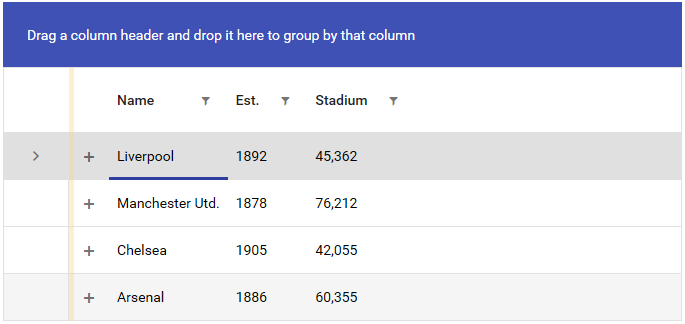 Drag a column header and drop it here to group by that column
Name Est. Stadium
Liverpool 1892 45,362
Manchester Utd. 1878 76,212
Chelsea 1905 42,055
Arsenal 1886 60,355